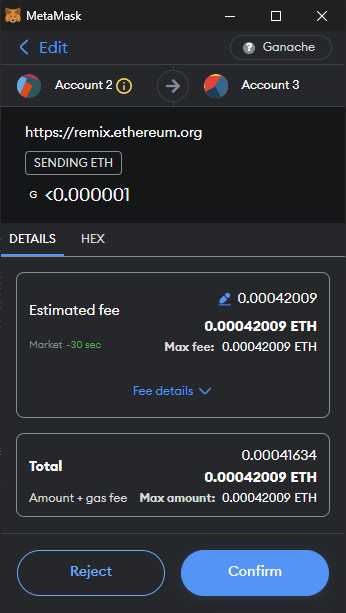 MetaMask
Edit
Ganache
Account 2
Account 3
https://remix.ethereum.org
SENDING ETH
G <0.000001
DETAILS HEX
0.00042009
Estimated fee
0.00042009 ETH
Market ~30 sec Max fee: 0.00042009 ETH
Fee details
0.00041634
Total 0.00042009 ETH
Amount + gas fee Max amount: 0.00042009 ETH
Reject Confirm